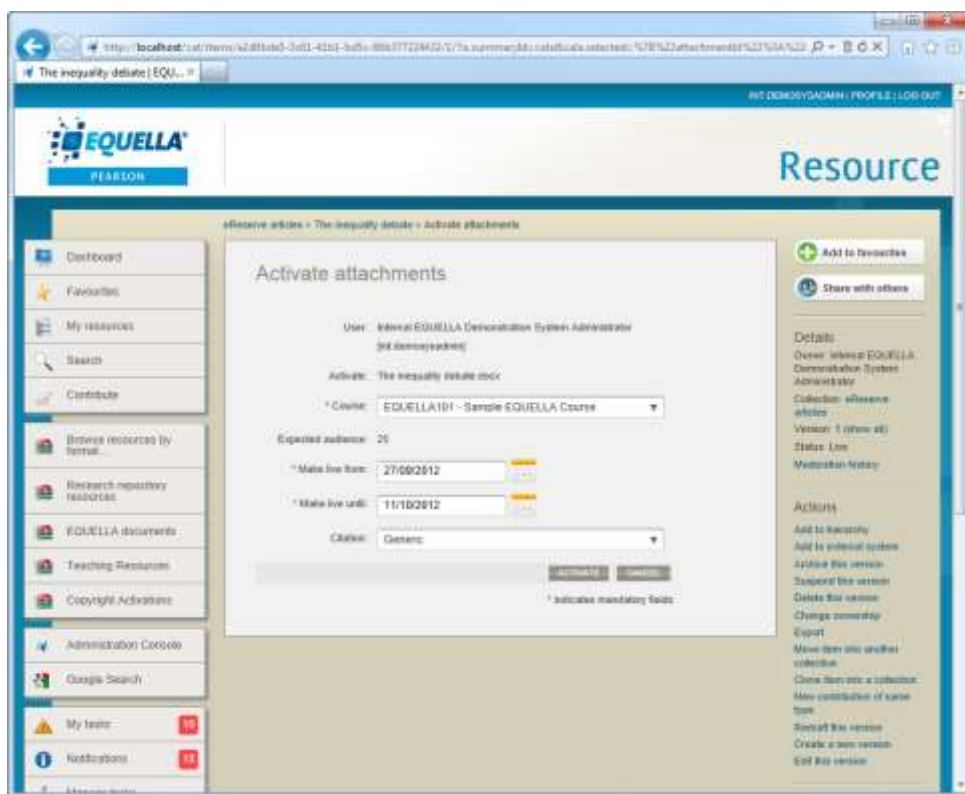 The inequality debate | EQU...
PROFILE | LOG OUT
EQUELLA
PEARSON
Resource
eReserve articles > The inequality debate > Activate attachments
Dashboard
Favourites
My resources
Search
Contribute
Browse resources by
format...
Research repository
resources
EQUELLA documents
Teaching Resources
Copyright Activations
Administration Console
Google Search
My tasks
Notifications
Activate attachments
User: Internal EQUELLA Demonstration System Administrator
Activate: The inequality debate.docx
* Course: EQUELLA101 - Sample EQUELLA Course
Expected audience: 25
* Make live from: 27/09/2012
* Make live until: 11/10/2012
Citation: Generic
ACTIVATE CANCEL
* indicates mandatory fields
Add to favourites
Share with others
Details
Owner: Internal EQUELLA
Demonstration System
Administrator
Collection: eReserve
articles
Version: 1 (show all)
Status: Live
Moderation history
Actions
Add to hierarchy
Add to external system
Archive this version
Suspend this version
Delete this version
Change ownership
Export
Move item into another
collection
Clone item into a collection
New contribution of same
type
Redraft this version
Create a new version
Edit this version